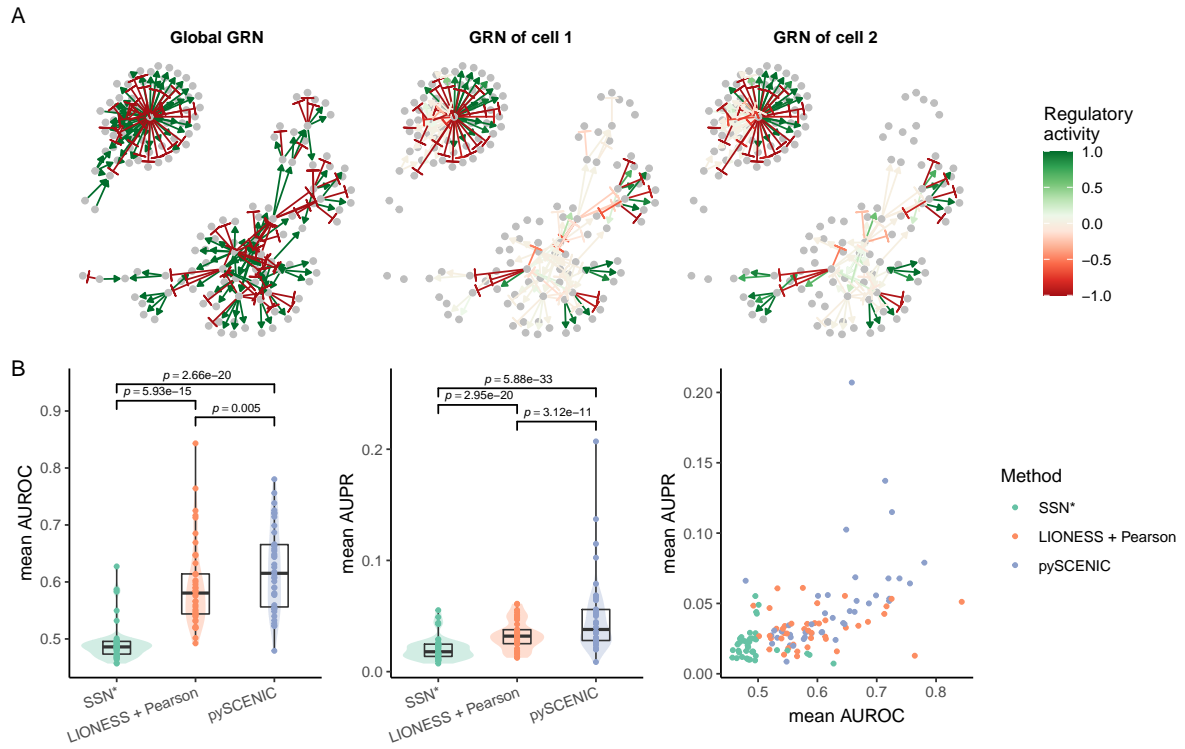 A
Global GRN
GRN of cell 1
GRN of cell 2
Regulatory
activity
1.0
0.5
0.0
−0.5
−1.0
B
mean AUROC
0.9
0.8
0.7
0.6
0.5
p = 2.66e−20
p = 5.93e−15
p = 0.005
SSN*
LIONESS + Pearson
pySCENIC
mean AUPR
0.2
0.1
0.0
p = 5.88e−33
p = 2.95e−20
p = 3.12e−11
SSN*
LIONESS + Pearson
pySCENIC
mean AUPR
0.20
0.15
0.10
0.05
0.00
0.5
0.6
0.7
0.8
mean AUROC
Method
SSN*
LIONESS + Pearson
pySCENIC